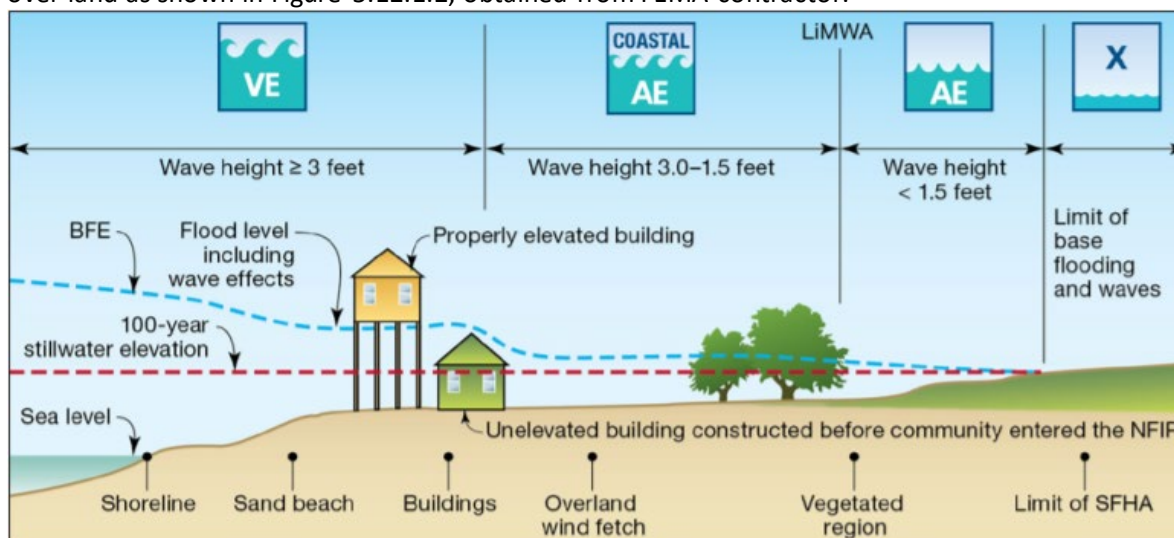 over land as shown in Figure 3.12.1.2, obtained from FEMA contractor.
LiMWA
VE
COASTAL
AE
AE
X
Wave height ≥ 3 feet
Wave height 3.0–1.5 feet
Wave height
< 1.5 feet
BFE
Flood level
including
wave effects
Properly elevated building
Limit of
base
flooding
and waves
100-year
stillwater elevation
Sea level
Unelevated building constructed before community entered the NFIP
Shoreline
Sand beach
Buildings
Overland
wind fetch
Vegetated
region
Limit of SFHA